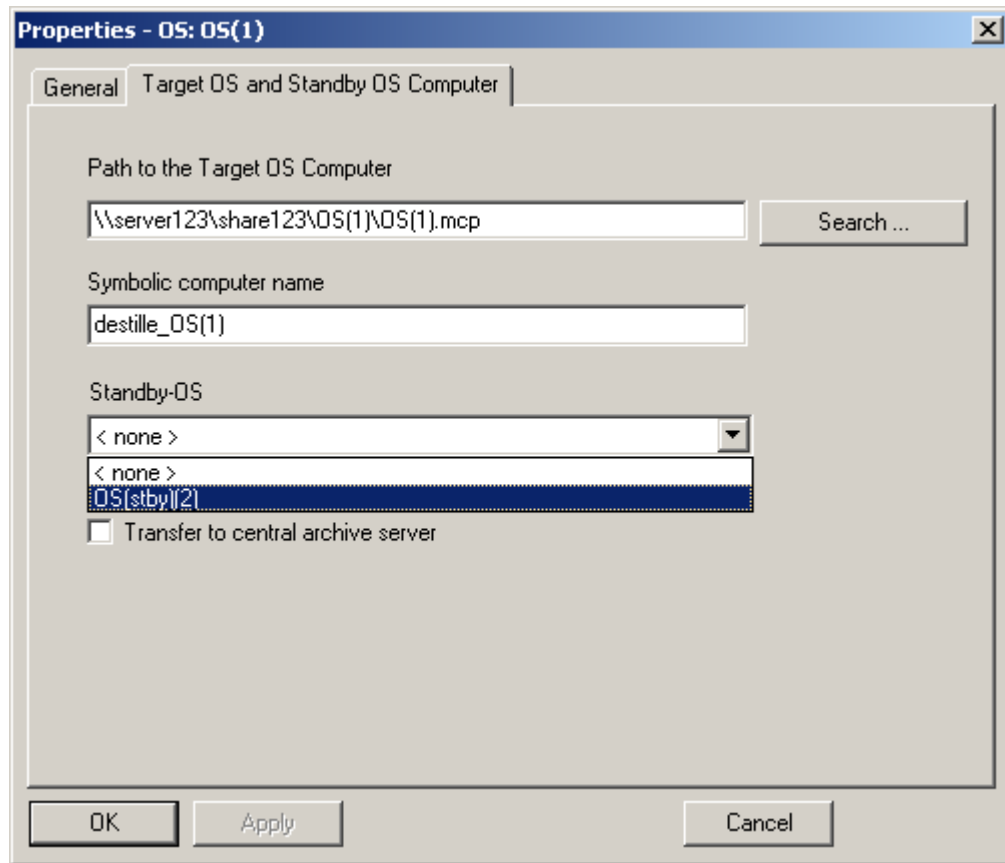 Properties - OS: OS(1)
General
Target OS and Standby OS Computer
Path to the Target OS Computer
\\server123\share123\OS(1)\OS(1).mcp
Search ...
Symbolic computer name
destille_OS(1)
Standby-OS
< none >
< none >
OS(stby)(2)
Transfer to central archive server
OK
Apply
Cancel